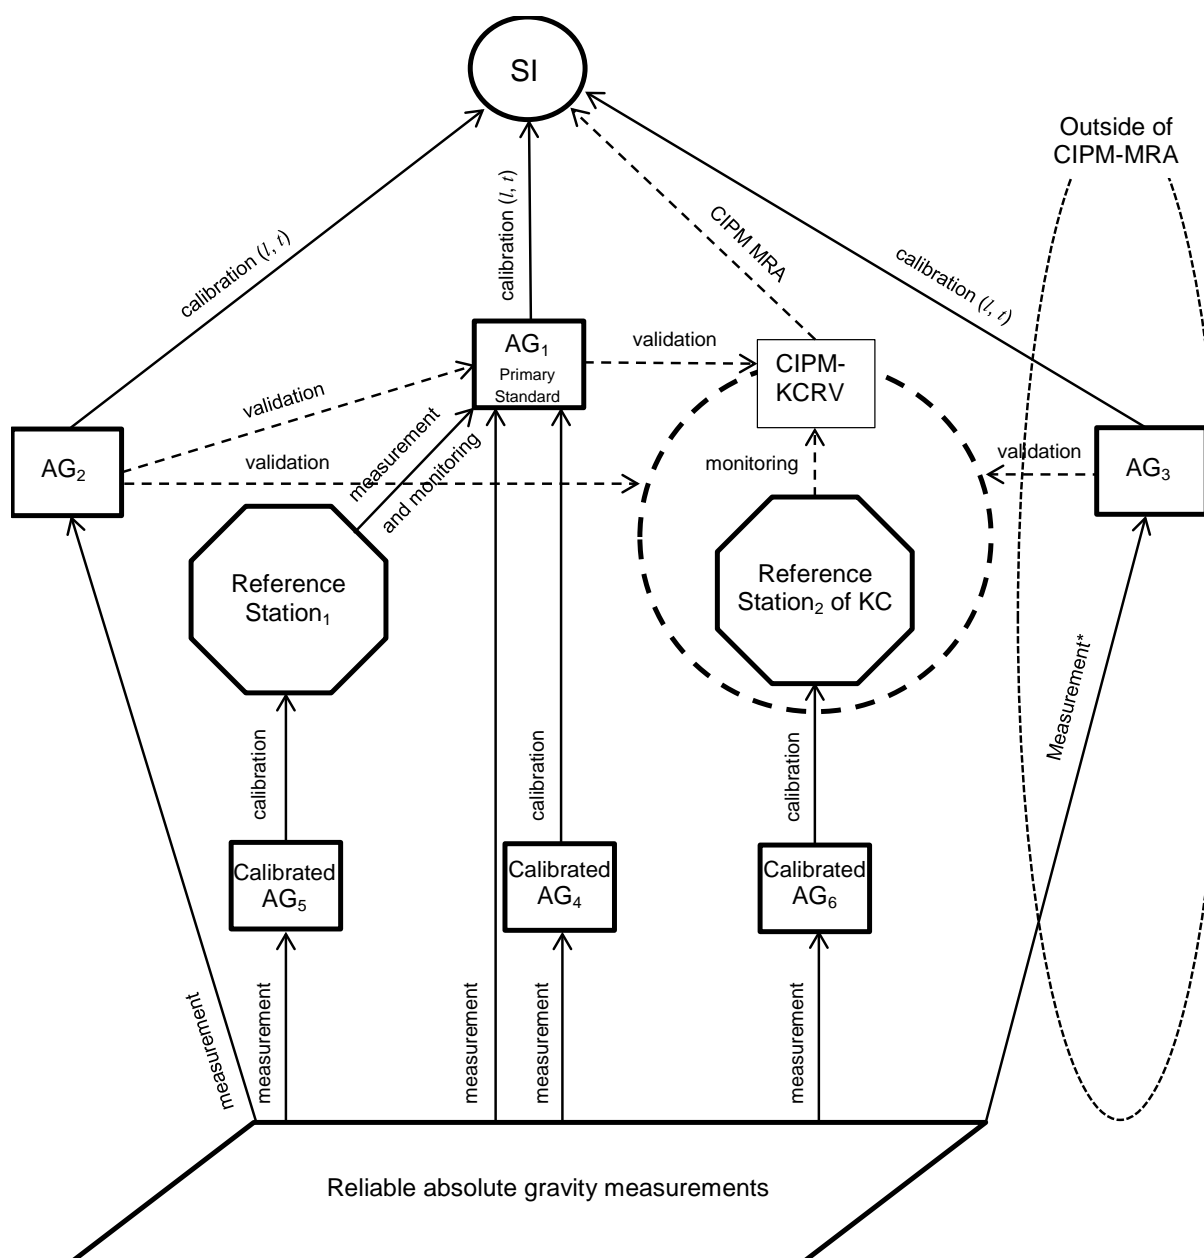 SI
Outside of
CIPM-MRA
calibration (l, t)
calibration (l, t)
CIPM MRA
calibration (l, t)
AG₁
Primary
Standard
validation
CIPM-
KCRV
validation
AG₂
validation
measurement
and monitoring
monitoring
validation
AG₃
Reference
Station₁
Reference
Station₂ of KC
Measurement*
calibration
calibration
calibration
Calibrated
AG₅
Calibrated
AG₄
Calibrated
AG₆
measurement
measurement
measurement
measurement
measurement
Reliable absolute gravity measurements